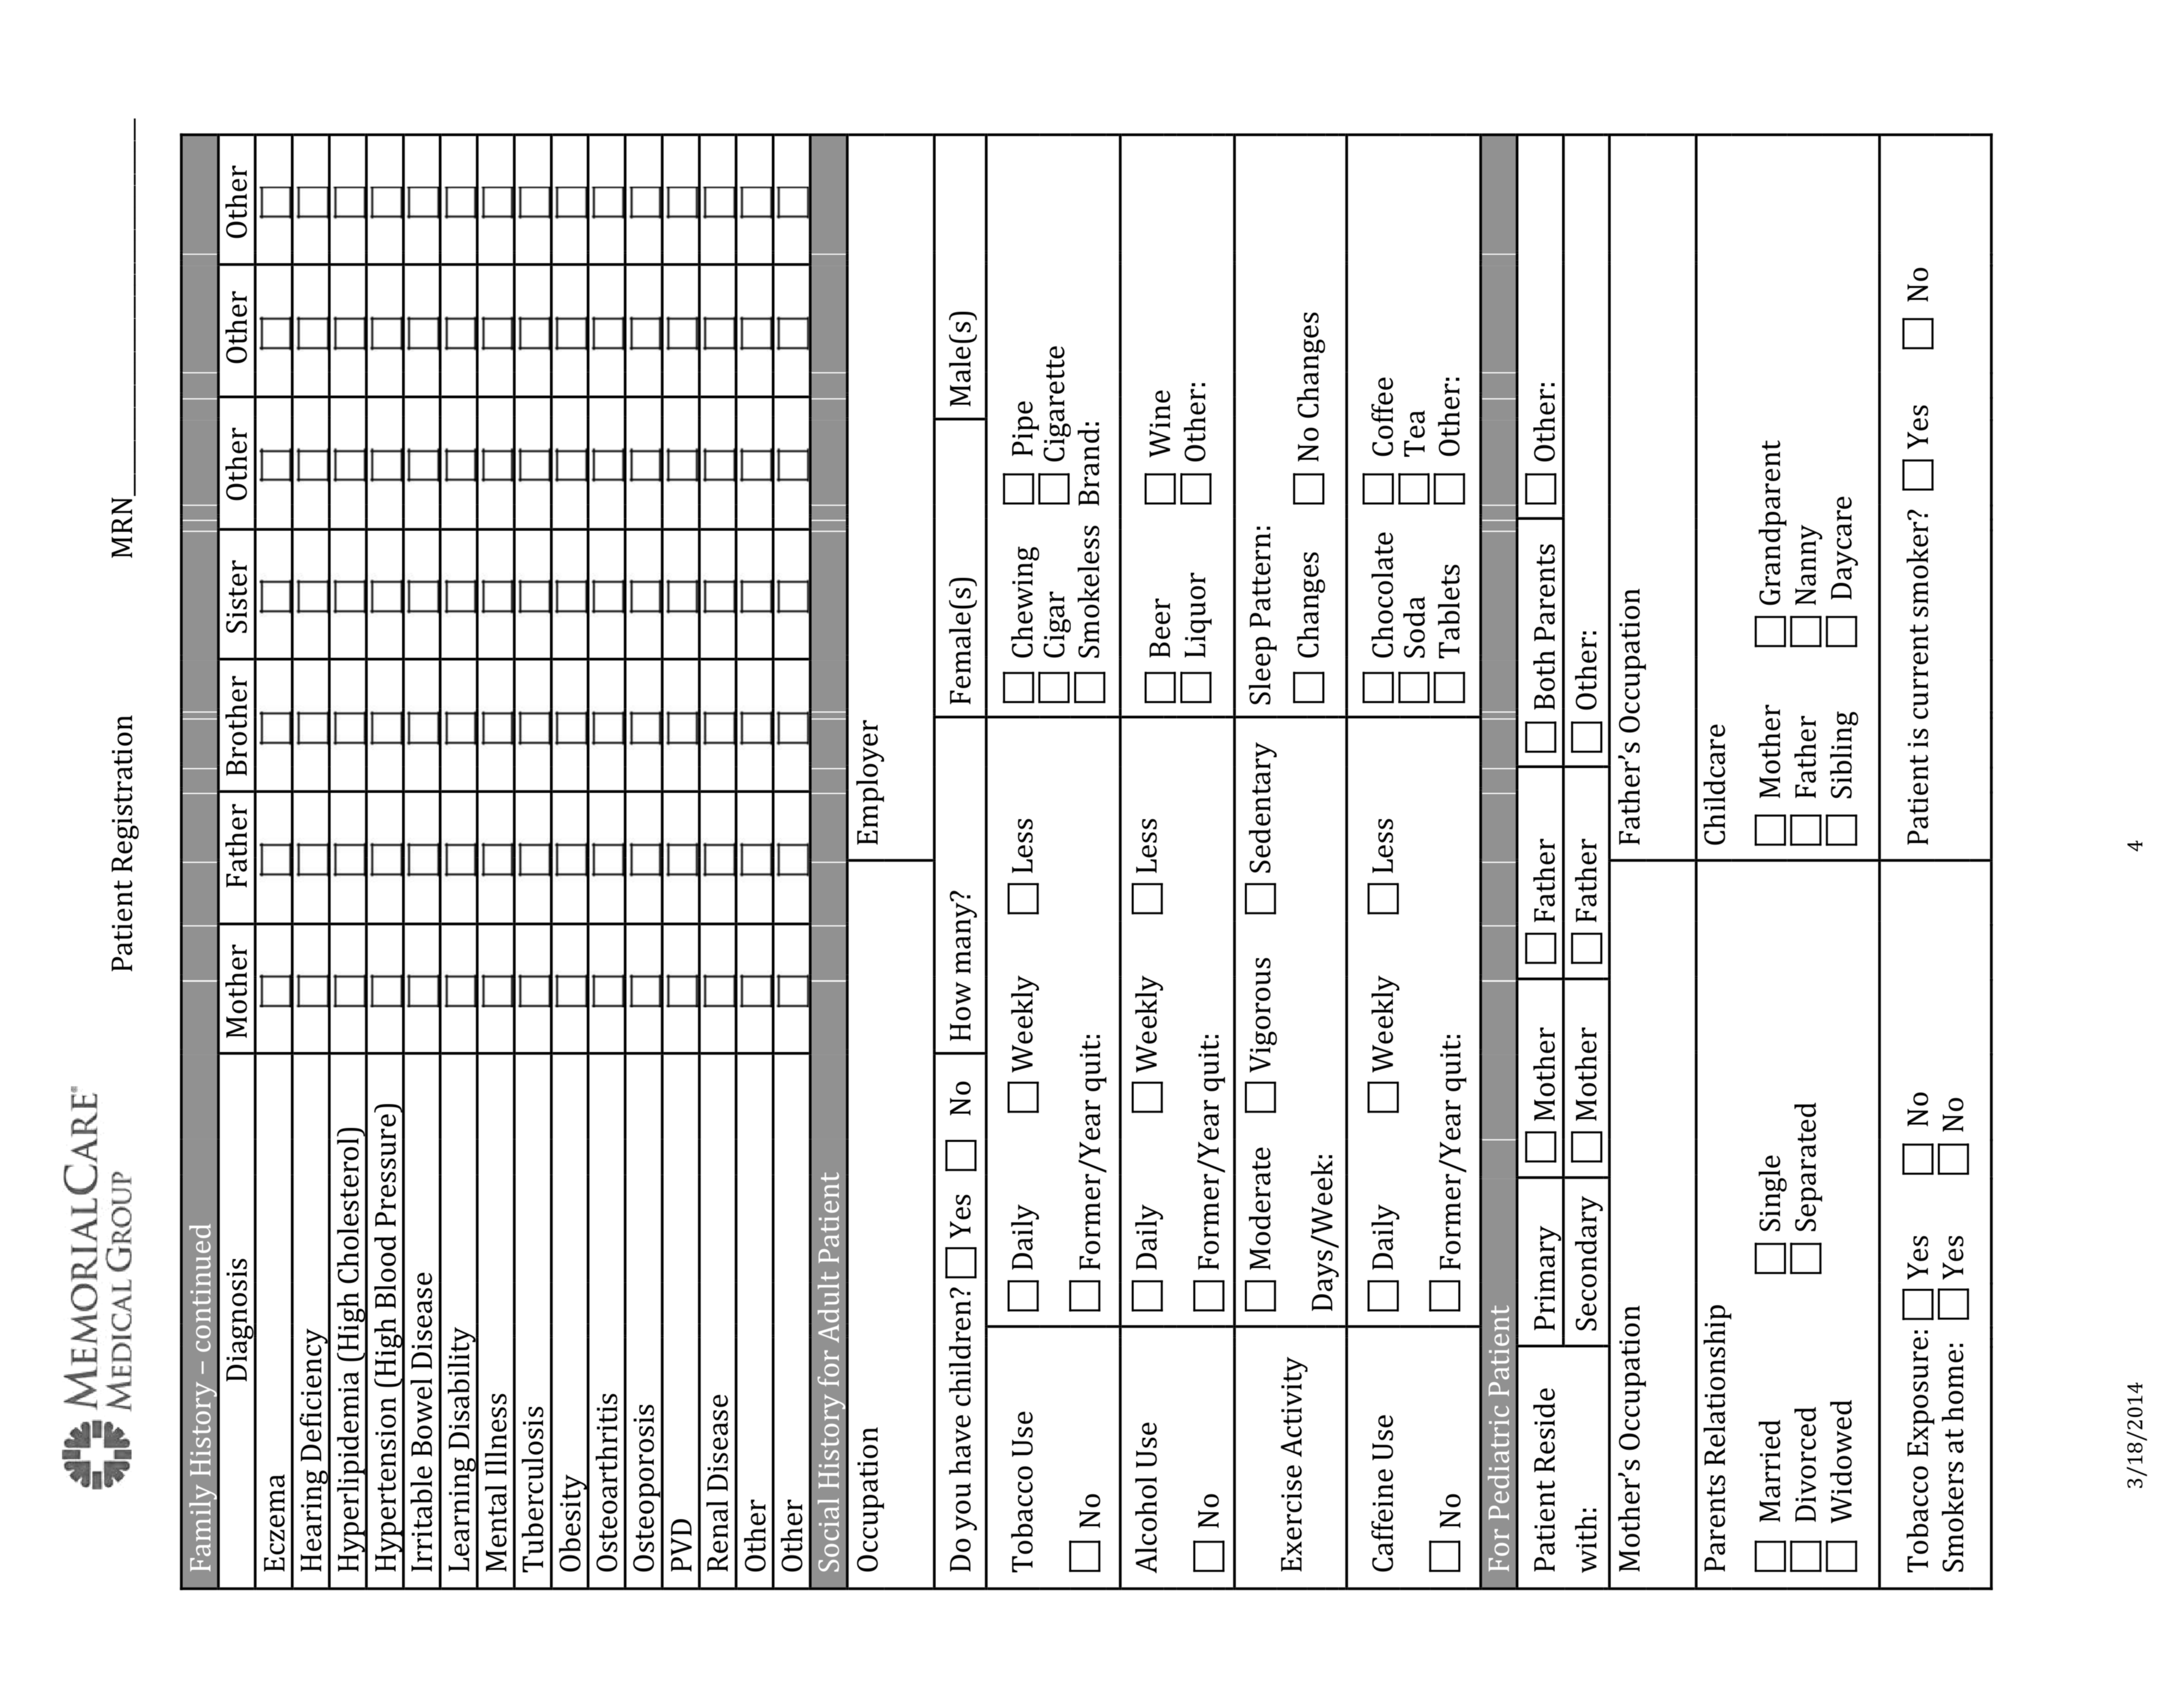 MEMORIALCARE®
MEDICAL GROUP
Patient Registration MRN____________________
Family History – continued
Diagnosis Mother Father Brother Sister Other Other Other
Eczema ☐ ☐ ☐ ☐ ☐ ☐ ☐
Hearing Deficiency ☐ ☐ ☐ ☐ ☐ ☐ ☐
Hyperlipidemia (High Cholesterol) ☐ ☐ ☐ ☐ ☐ ☐ ☐
Hypertension (High Blood Pressure) ☐ ☐ ☐ ☐ ☐ ☐ ☐
Irritable Bowel Disease ☐ ☐ ☐ ☐ ☐ ☐ ☐
Learning Disability ☐ ☐ ☐ ☐ ☐ ☐ ☐
Mental Illness ☐ ☐ ☐ ☐ ☐ ☐ ☐
Tuberculosis ☐ ☐ ☐ ☐ ☐ ☐ ☐
Obesity ☐ ☐ ☐ ☐ ☐ ☐ ☐
Osteoarthritis ☐ ☐ ☐ ☐ ☐ ☐ ☐
Osteoporosis ☐ ☐ ☐ ☐ ☐ ☐ ☐
PVD ☐ ☐ ☐ ☐ ☐ ☐ ☐
Renal Disease ☐ ☐ ☐ ☐ ☐ ☐ ☐
Other ☐ ☐ ☐ ☐ ☐ ☐ ☐
Other ☐ ☐ ☐ ☐ ☐ ☐ ☐
Social History for Adult Patient
Occupation Employer
Do you have children? ☐ Yes ☐ No How many? Female(s) Male(s)
Tobacco Use ☐ Daily ☐ Weekly ☐ Less ☐ Chewing ☐ Pipe
☐ Cigar ☐ Cigarette
☐ No ☐ Former/Year quit: ☐ Smokeless Brand:
Alcohol Use ☐ Daily ☐ Weekly ☐ Less ☐ Beer ☐ Wine
☐ No ☐ Former/Year quit: ☐ Liquor ☐ Other:
Exercise Activity ☐ Moderate ☐ Vigorous ☐ Sedentary Sleep Pattern:
Days/Week: ☐ Changes ☐ No Changes
Caffeine Use ☐ Daily ☐ Weekly ☐ Less ☐ Chocolate ☐ Coffee
☐ Soda ☐ Tea
☐ No ☐ Former/Year quit: ☐ Tablets ☐ Other:
For Pediatric Patient
Patient Reside Primary ☐ Mother ☐ Father ☐ Both Parents ☐ Other:
with: Secondary ☐ Mother ☐ Father ☐ Other:
Mother's Occupation Father's Occupation
Parents Relationship Childcare
☐ Married ☐ Single ☐ Mother ☐ Grandparent
☐ Divorced ☐ Separated ☐ Father ☐ Nanny
☐ Widowed ☐ Sibling ☐ Daycare
Tobacco Exposure: ☐ Yes ☐ No Patient is current smoker? ☐ Yes ☐ No
Smokers at home: ☐ Yes ☐ No
3/18/2014 4